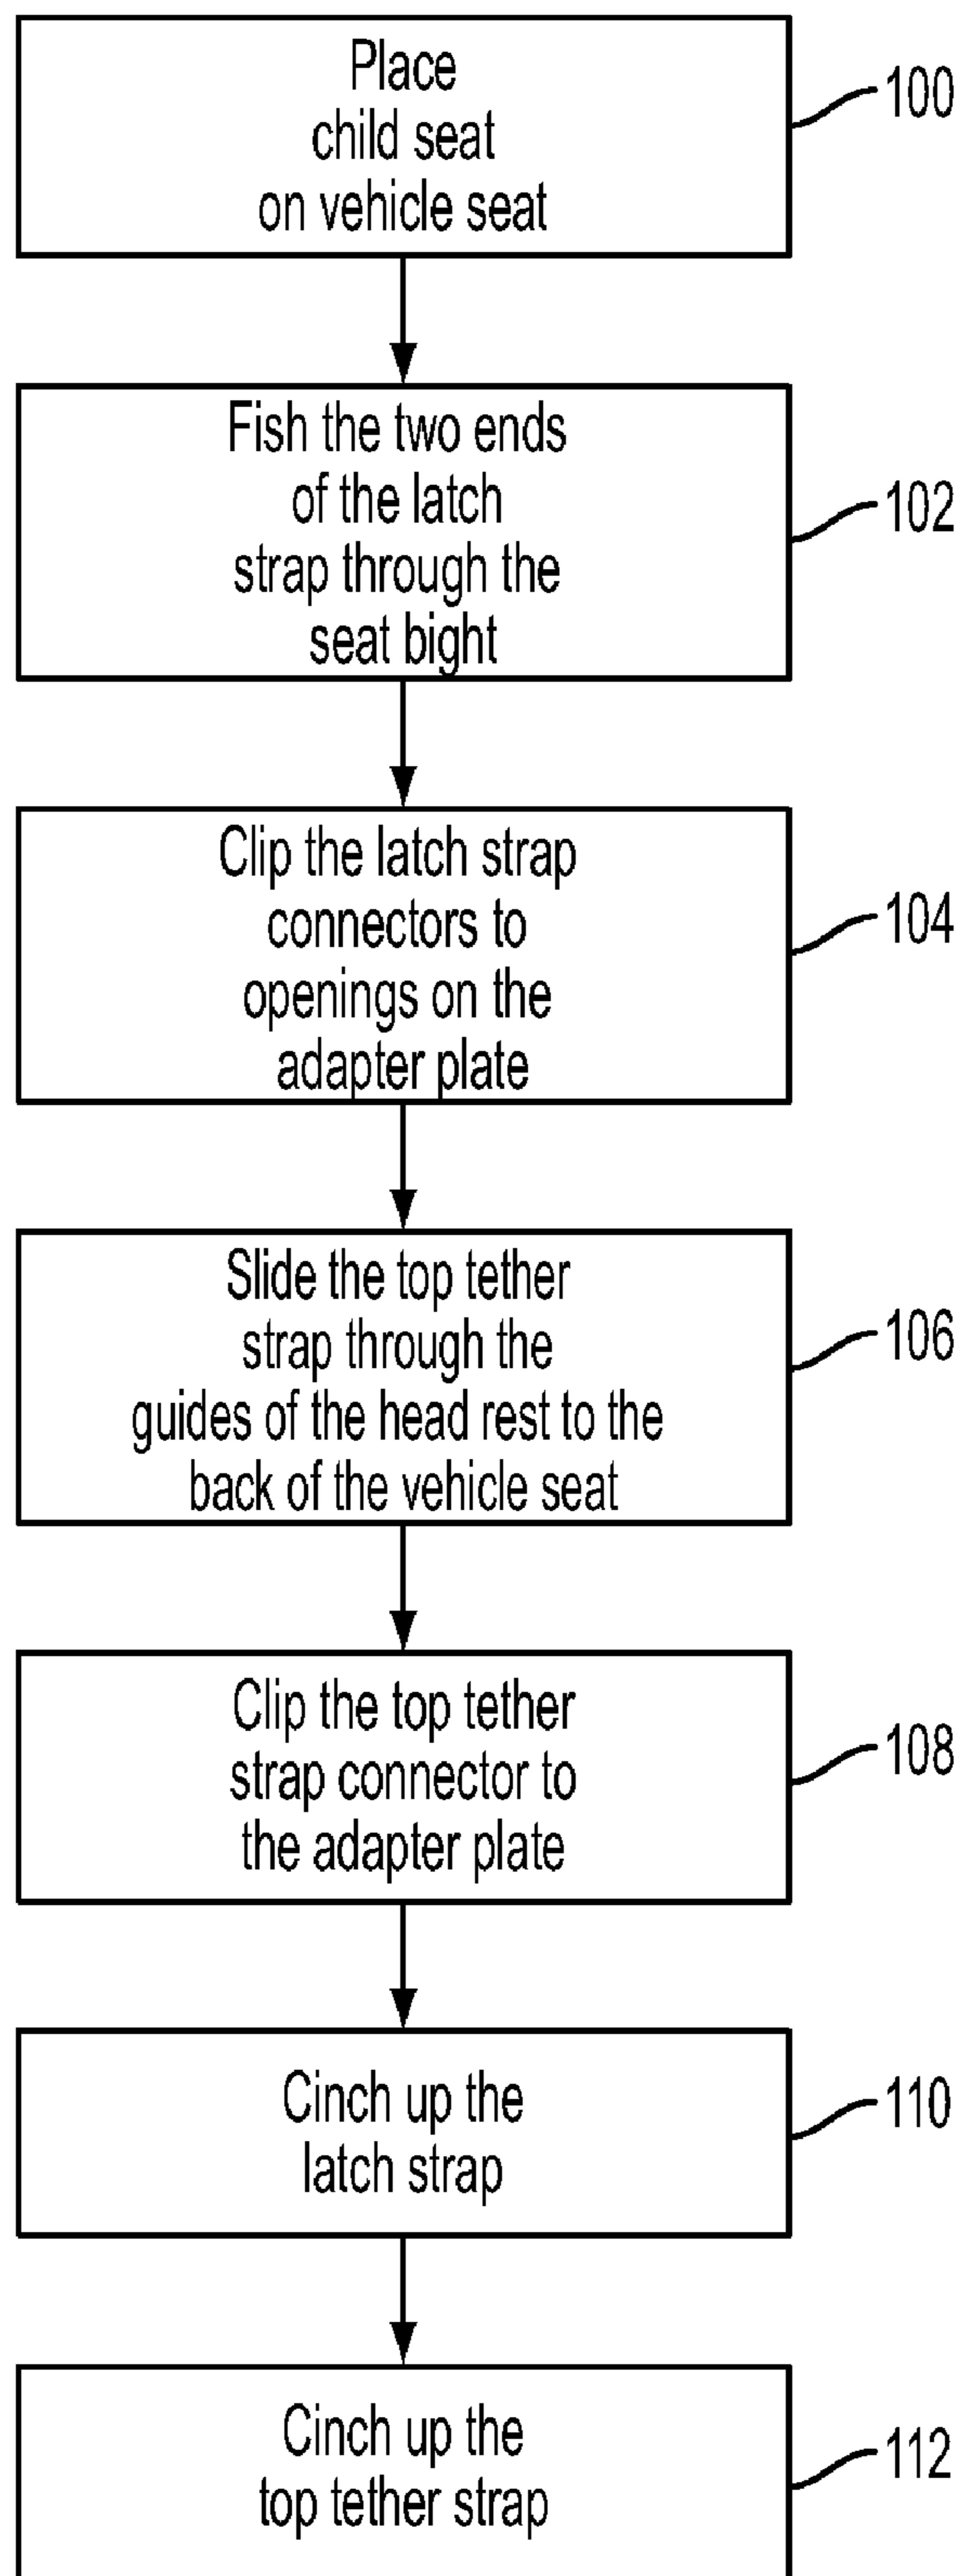 Place
child seat
on vehicle seat
100
Fish the two ends
of the latch
strap through the
seat bight
102
Clip the latch strap
connectors to
openings on the
adapter plate
104
Slide the top tether
strap through the
guides of the head rest to the
back of the vehicle seat
106
Clip the top tether
strap connector to
the adapter plate
108
Cinch up the
latch strap
110
Cinch up the
top tether strap
112